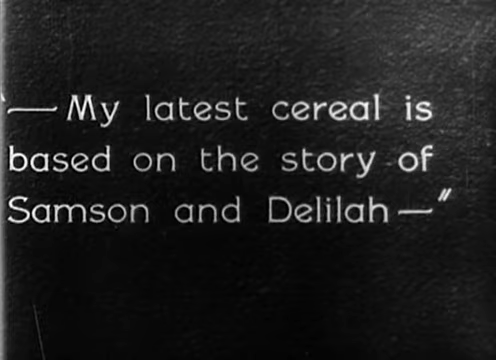 "—My latest cereal is
based on the story of
Samson and Delilah—"